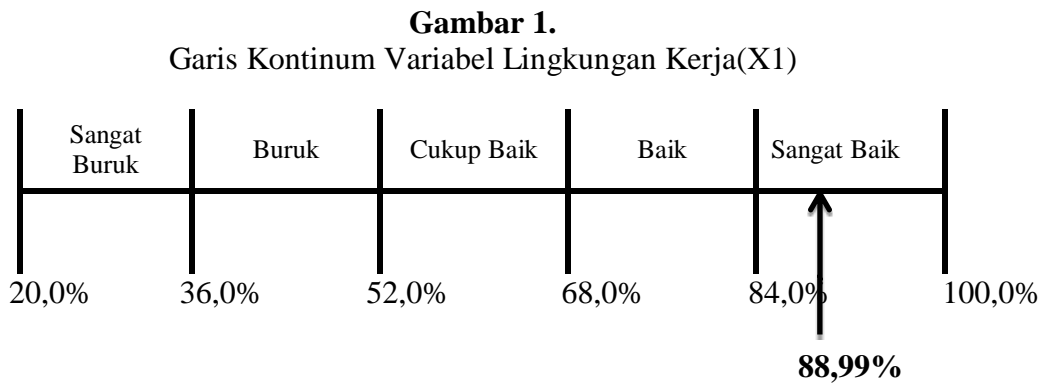 Gambar 1.
Garis Kontinum Variabel Lingkungan Kerja(X1)
Sangat
Buruk
Buruk
Cukup Baik
Baik
Sangat Baik
20,0%
36,0%
52,0%
68,0%
84,0%
100,0%
88,99%